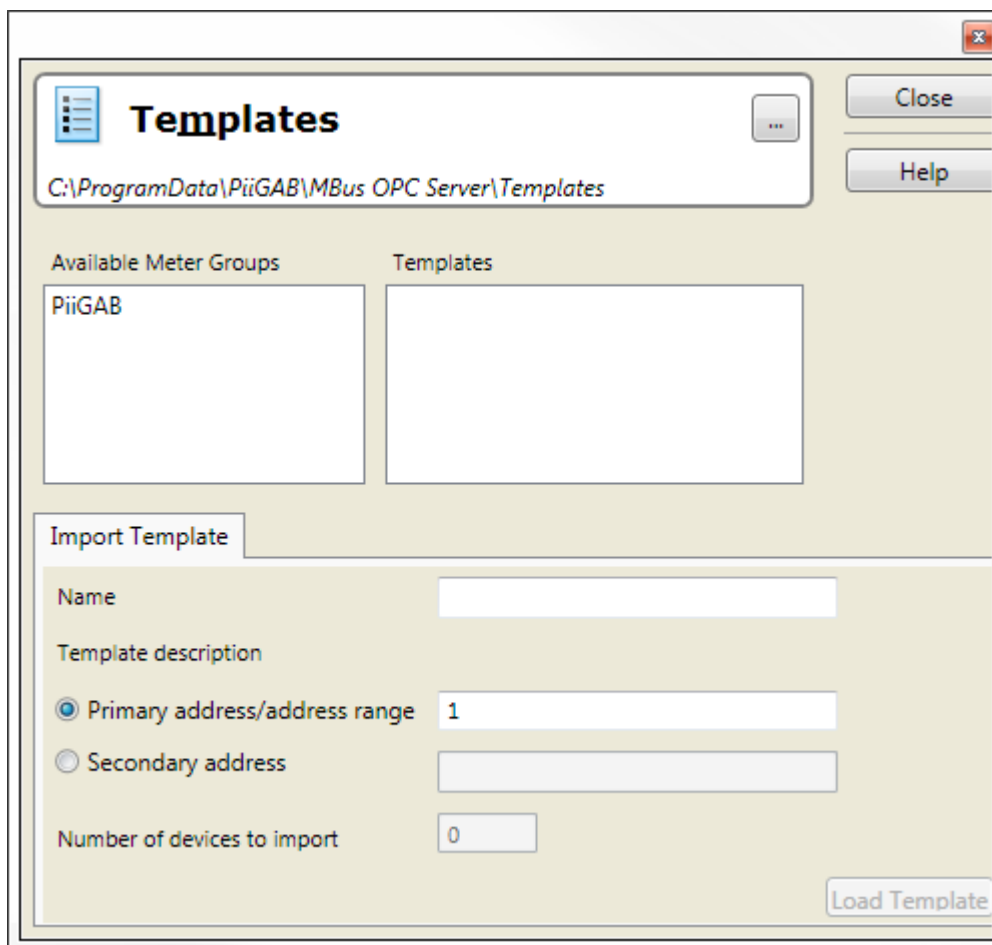 Templates
...
Close
C:\ProgramData\PiiGAB\MBus OPC Server\Templates
Help
Available Meter Groups
Templates
PiiGAB
Import Template
Name
Template description
Primary address/address range
1
Secondary address
Number of devices to import
0
Load Template